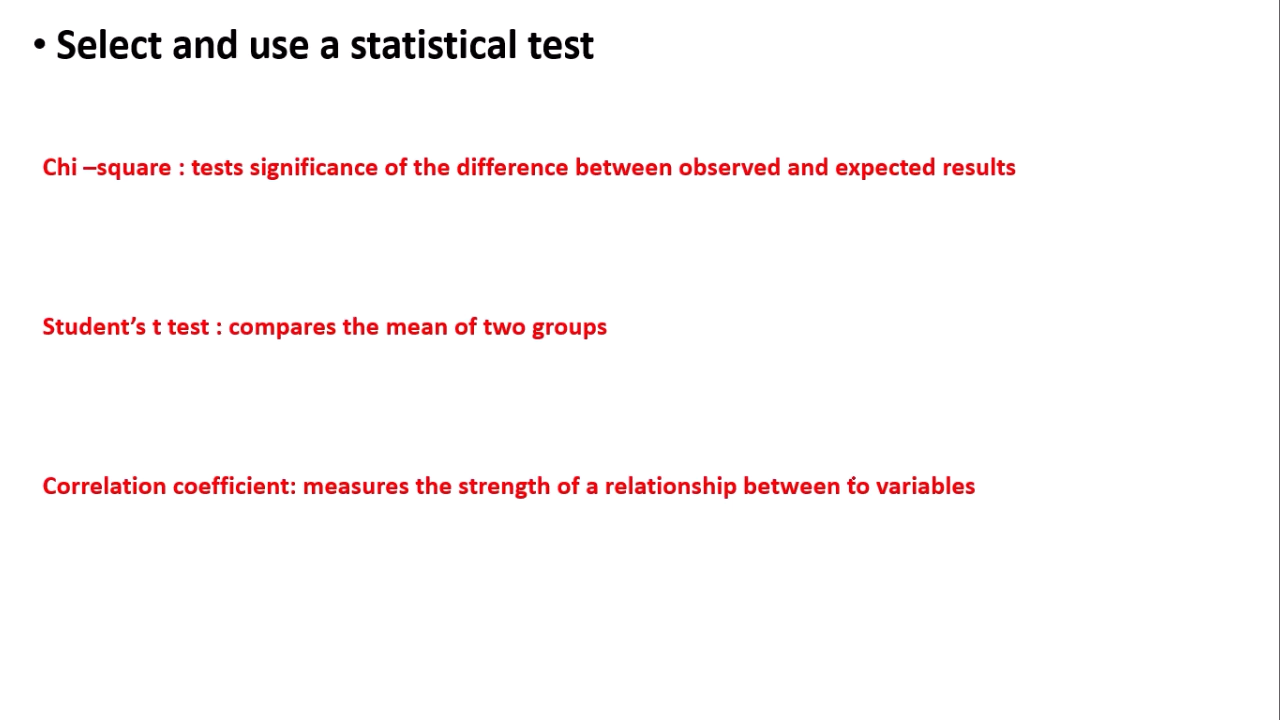 • Select and use a statistical test
Chi –square : tests significance of the difference between observed and expected results
Student’s t test : compares the mean of two groups
Correlation coefficient: measures the strength of a relationship between to variables